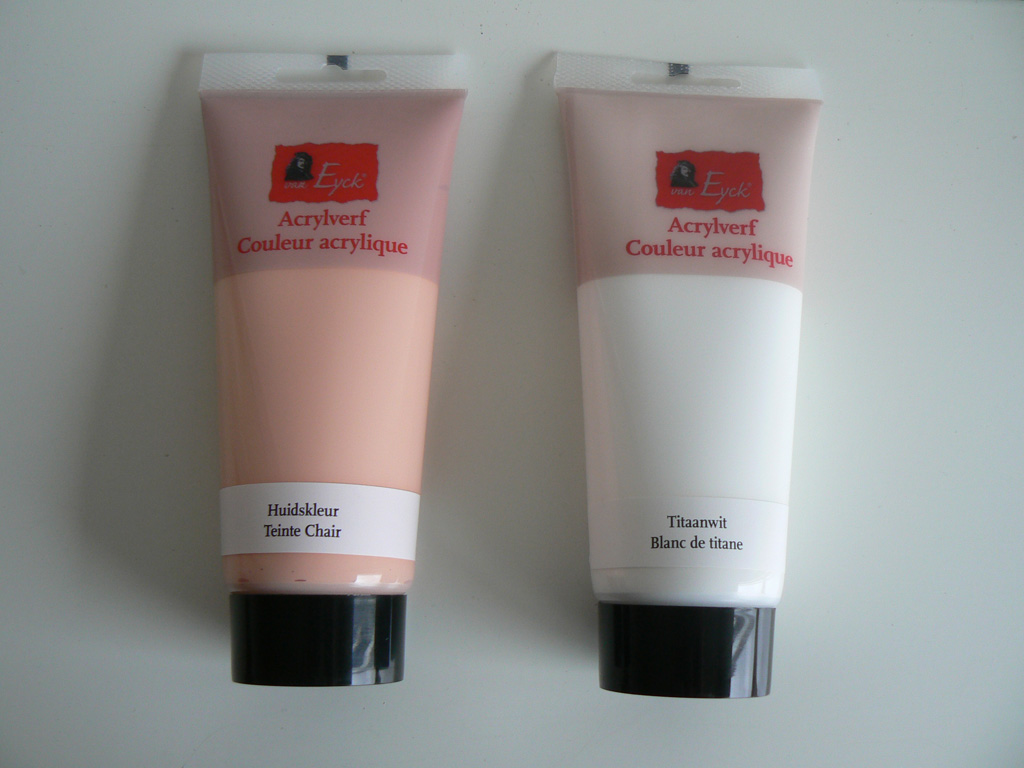 van Eyck®
Acrylverf
Couleur acrylique
Huidskleur
Teinte Chair
van Eyck®
Acrylverf
Couleur acrylique
Titaanwit
Blanc de titane